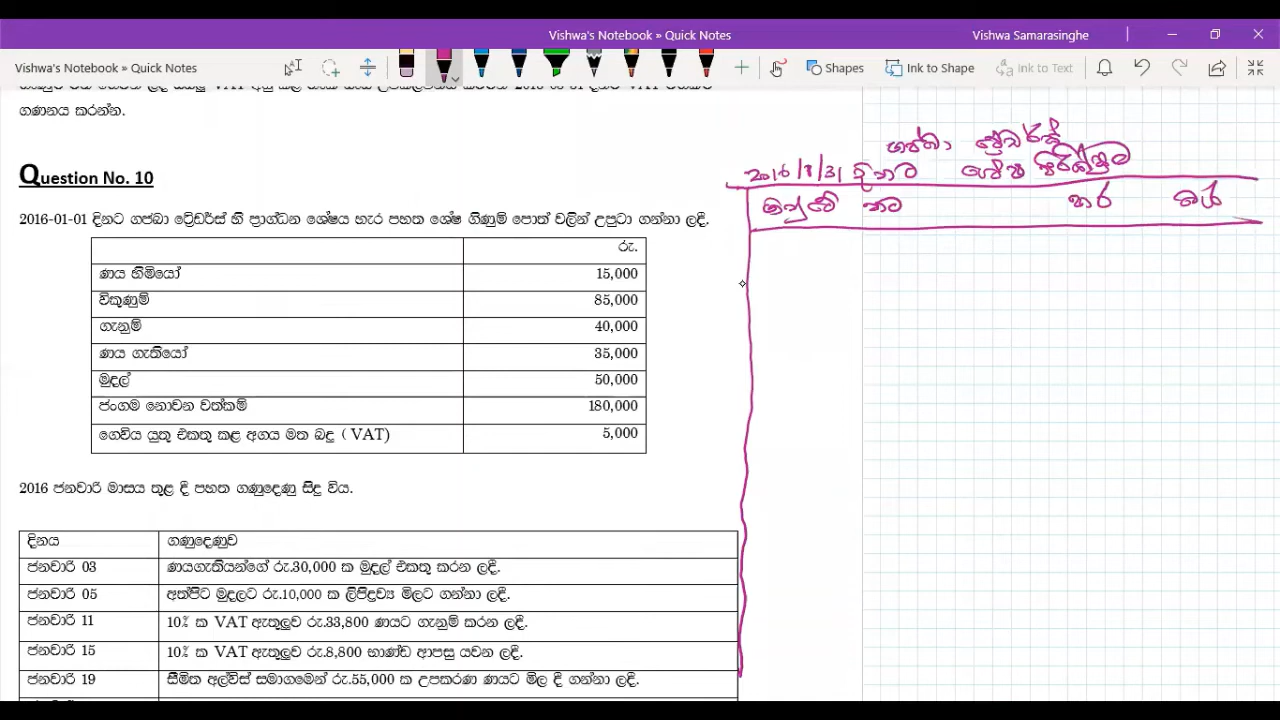 Vishwa's Notebook » Quick Notes
Vishwa Samarasinghe
Vishwa's Notebook » Quick Notes
Shapes
Ink to Shape
Ink to Text
ගණනය කරන්න.
Question No. 10
2016-01-01 දිනට ගජබා ට්‍රේඩර්ස් හි ප්‍රාග්ධන ශේෂය හැර පහත ශේෂ ගිණුම් පොත් වලින් උපුටා ගන්නා ලදී.
රු.
ණය හිමියෝ 15,000
විකුණුම් 85,000
ගැනුම් 40,000
ණය ගැතියෝ 35,000
මුදල් 50,000
ජංගම නොවන වත්කම් 180,000
ගෙවිය යුතු එකතු කළ අගය මත බදු ( VAT) 5,000
2016 ජනවාරි මාසය තුළ දී පහත ගණුදෙණු සිදු විය.
දිනය ගණුදෙණුව
ජනවාරි 03 ණයගැතියන්ගේ රු.30,000 ක මුදල් එකතු කරන ලදී.
ජනවාරි 05 අත්පිට මුදලට රු.10,000 ක ලිපිද්‍රව්‍ය මිලට ගන්නා ලදී.
ජනවාරි 11 10% ක VAT ඇතුලුව රු.33,800 ණයට ගැනුම් කරන ලදී.
ජනවාරි 15 10% ක VAT ඇතුලුව රු.8,800 භාණ්ඩ ආපසු යවන ලදී.
ජනවාරි 19 සීමිත අල්විස් සමාගමෙන් රු.55,000 ක උපකරණ ණයට මිල දී ගන්නා ලදී.
ගජබා ට්‍රේඩර්ස්
2016/1/31 දිනට ශේෂ පිරික්සුම
ගිණුමේ නම හර බැර